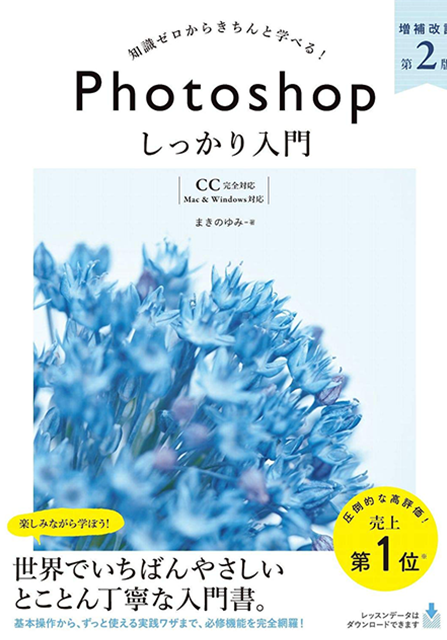 知識ゼロからきちんと学べる!
増補改訂
第2版
Photoshop
しっかり入門
CC 完全対応
Mac & Windows対応
まきのゆみ-著
楽しみながら学ぼう!
圧倒的な高評価!
売上
第1位※
世界でいちばんやさしい
とことん丁寧な入門書。
基本操作から、ずっと使える実践ワザまで、必修機能を完全網羅!
レッスンデータは
ダウンロードできます